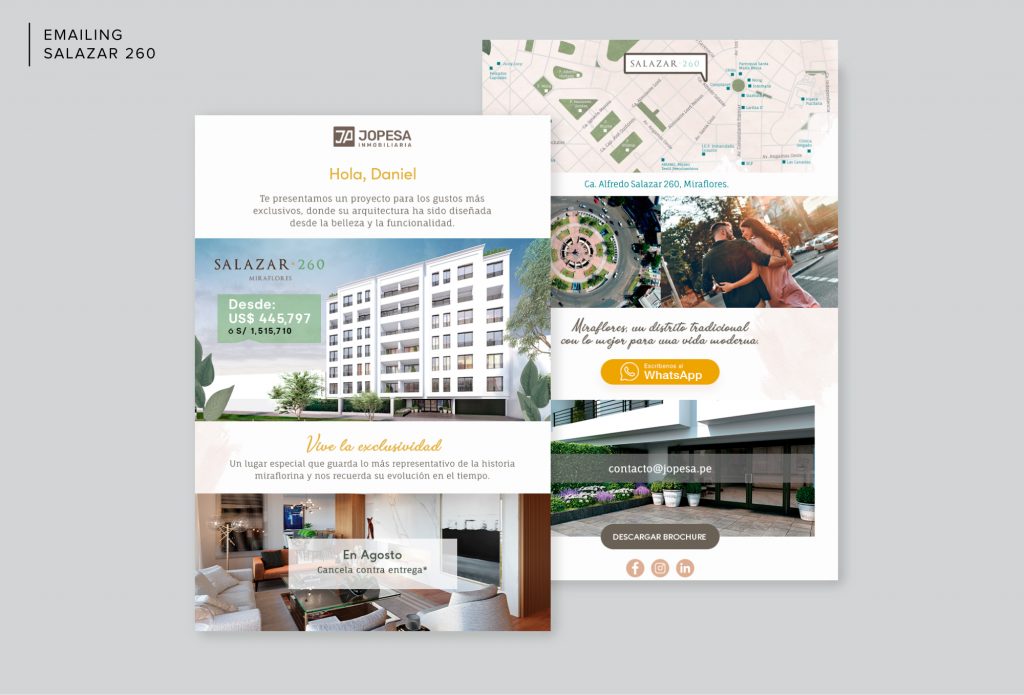 EMAILING
SALAZAR 260
JOPESA
INMOBILIARIA
Hola, Daniel
Te presentamos un proyecto para los gustos más
exclusivos, donde su arquitectura ha sido diseñada
desde la belleza y la funcionalidad.
SALAZAR 260
MIRAFLORES
Desde:
US$ 445,797
ó S/ 1,515,710
Vive la exclusividad
Un lugar especial que guarda lo más representativo de la historia
miraflorina y nos recuerda su evolución en el tiempo.
En Agosto
Cancela contra entrega*
SALAZAR 260
Wong
Av. Angamos Oeste
Ca. Alfredo Salazar 260, Miraflores.
Miraflores, un distrito tradicional
con lo mejor para una vida moderna.
Escríbenos al
WhatsApp
contacto@jopesa.pe
DESCARGAR BROCHURE